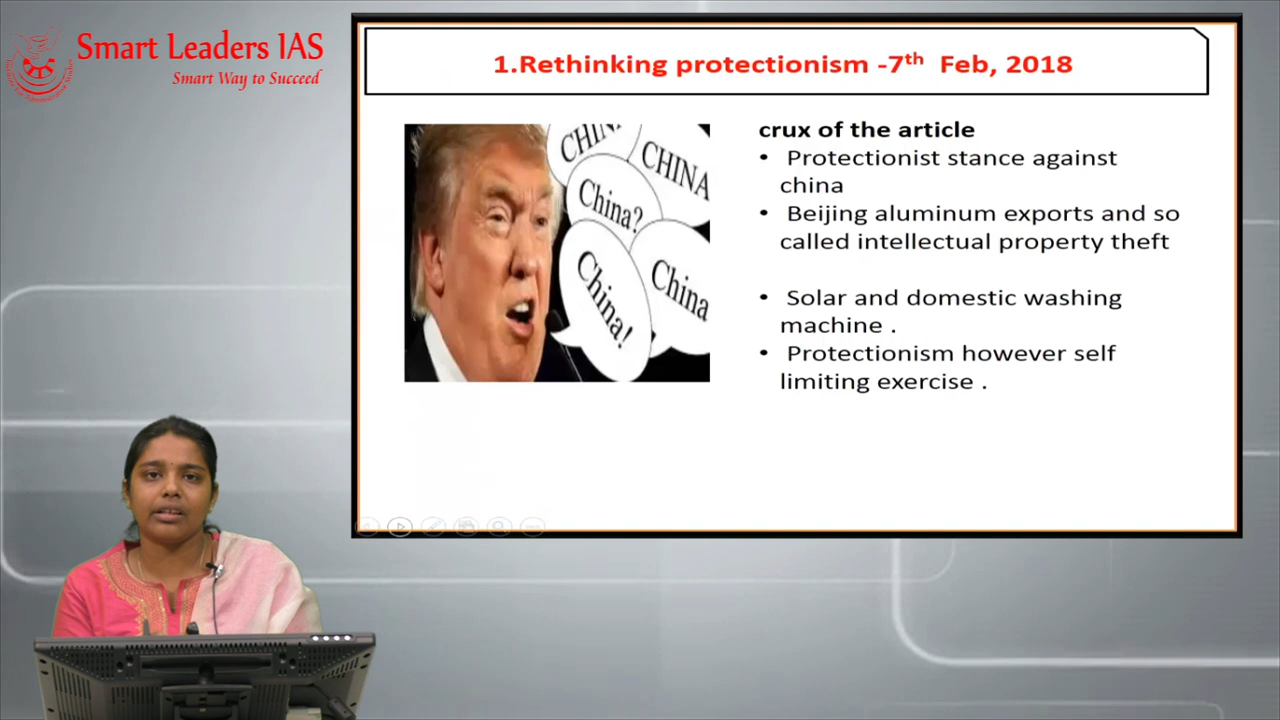 Smart Leaders IAS
Smart Way to Succeed
1.Rethinking protectionism -7th Feb, 2018
CHINA
CHINA
China?
China!
China
crux of the article
• Protectionist stance against
china
• Beijing aluminum exports and so
called intellectual property theft
• Solar and domestic washing
machine .
• Protectionism however self
limiting exercise .